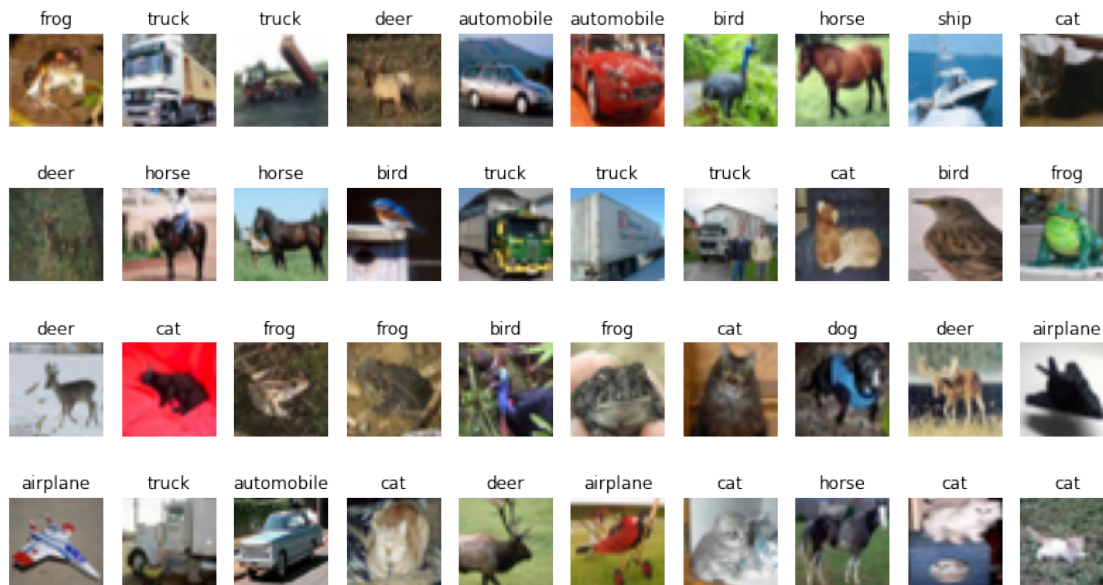 frog truck truck deer automobile automobile bird horse ship cat
deer horse horse bird truck truck truck cat bird frog
deer cat frog frog bird frog cat dog deer airplane
airplane truck automobile cat deer airplane cat horse cat cat